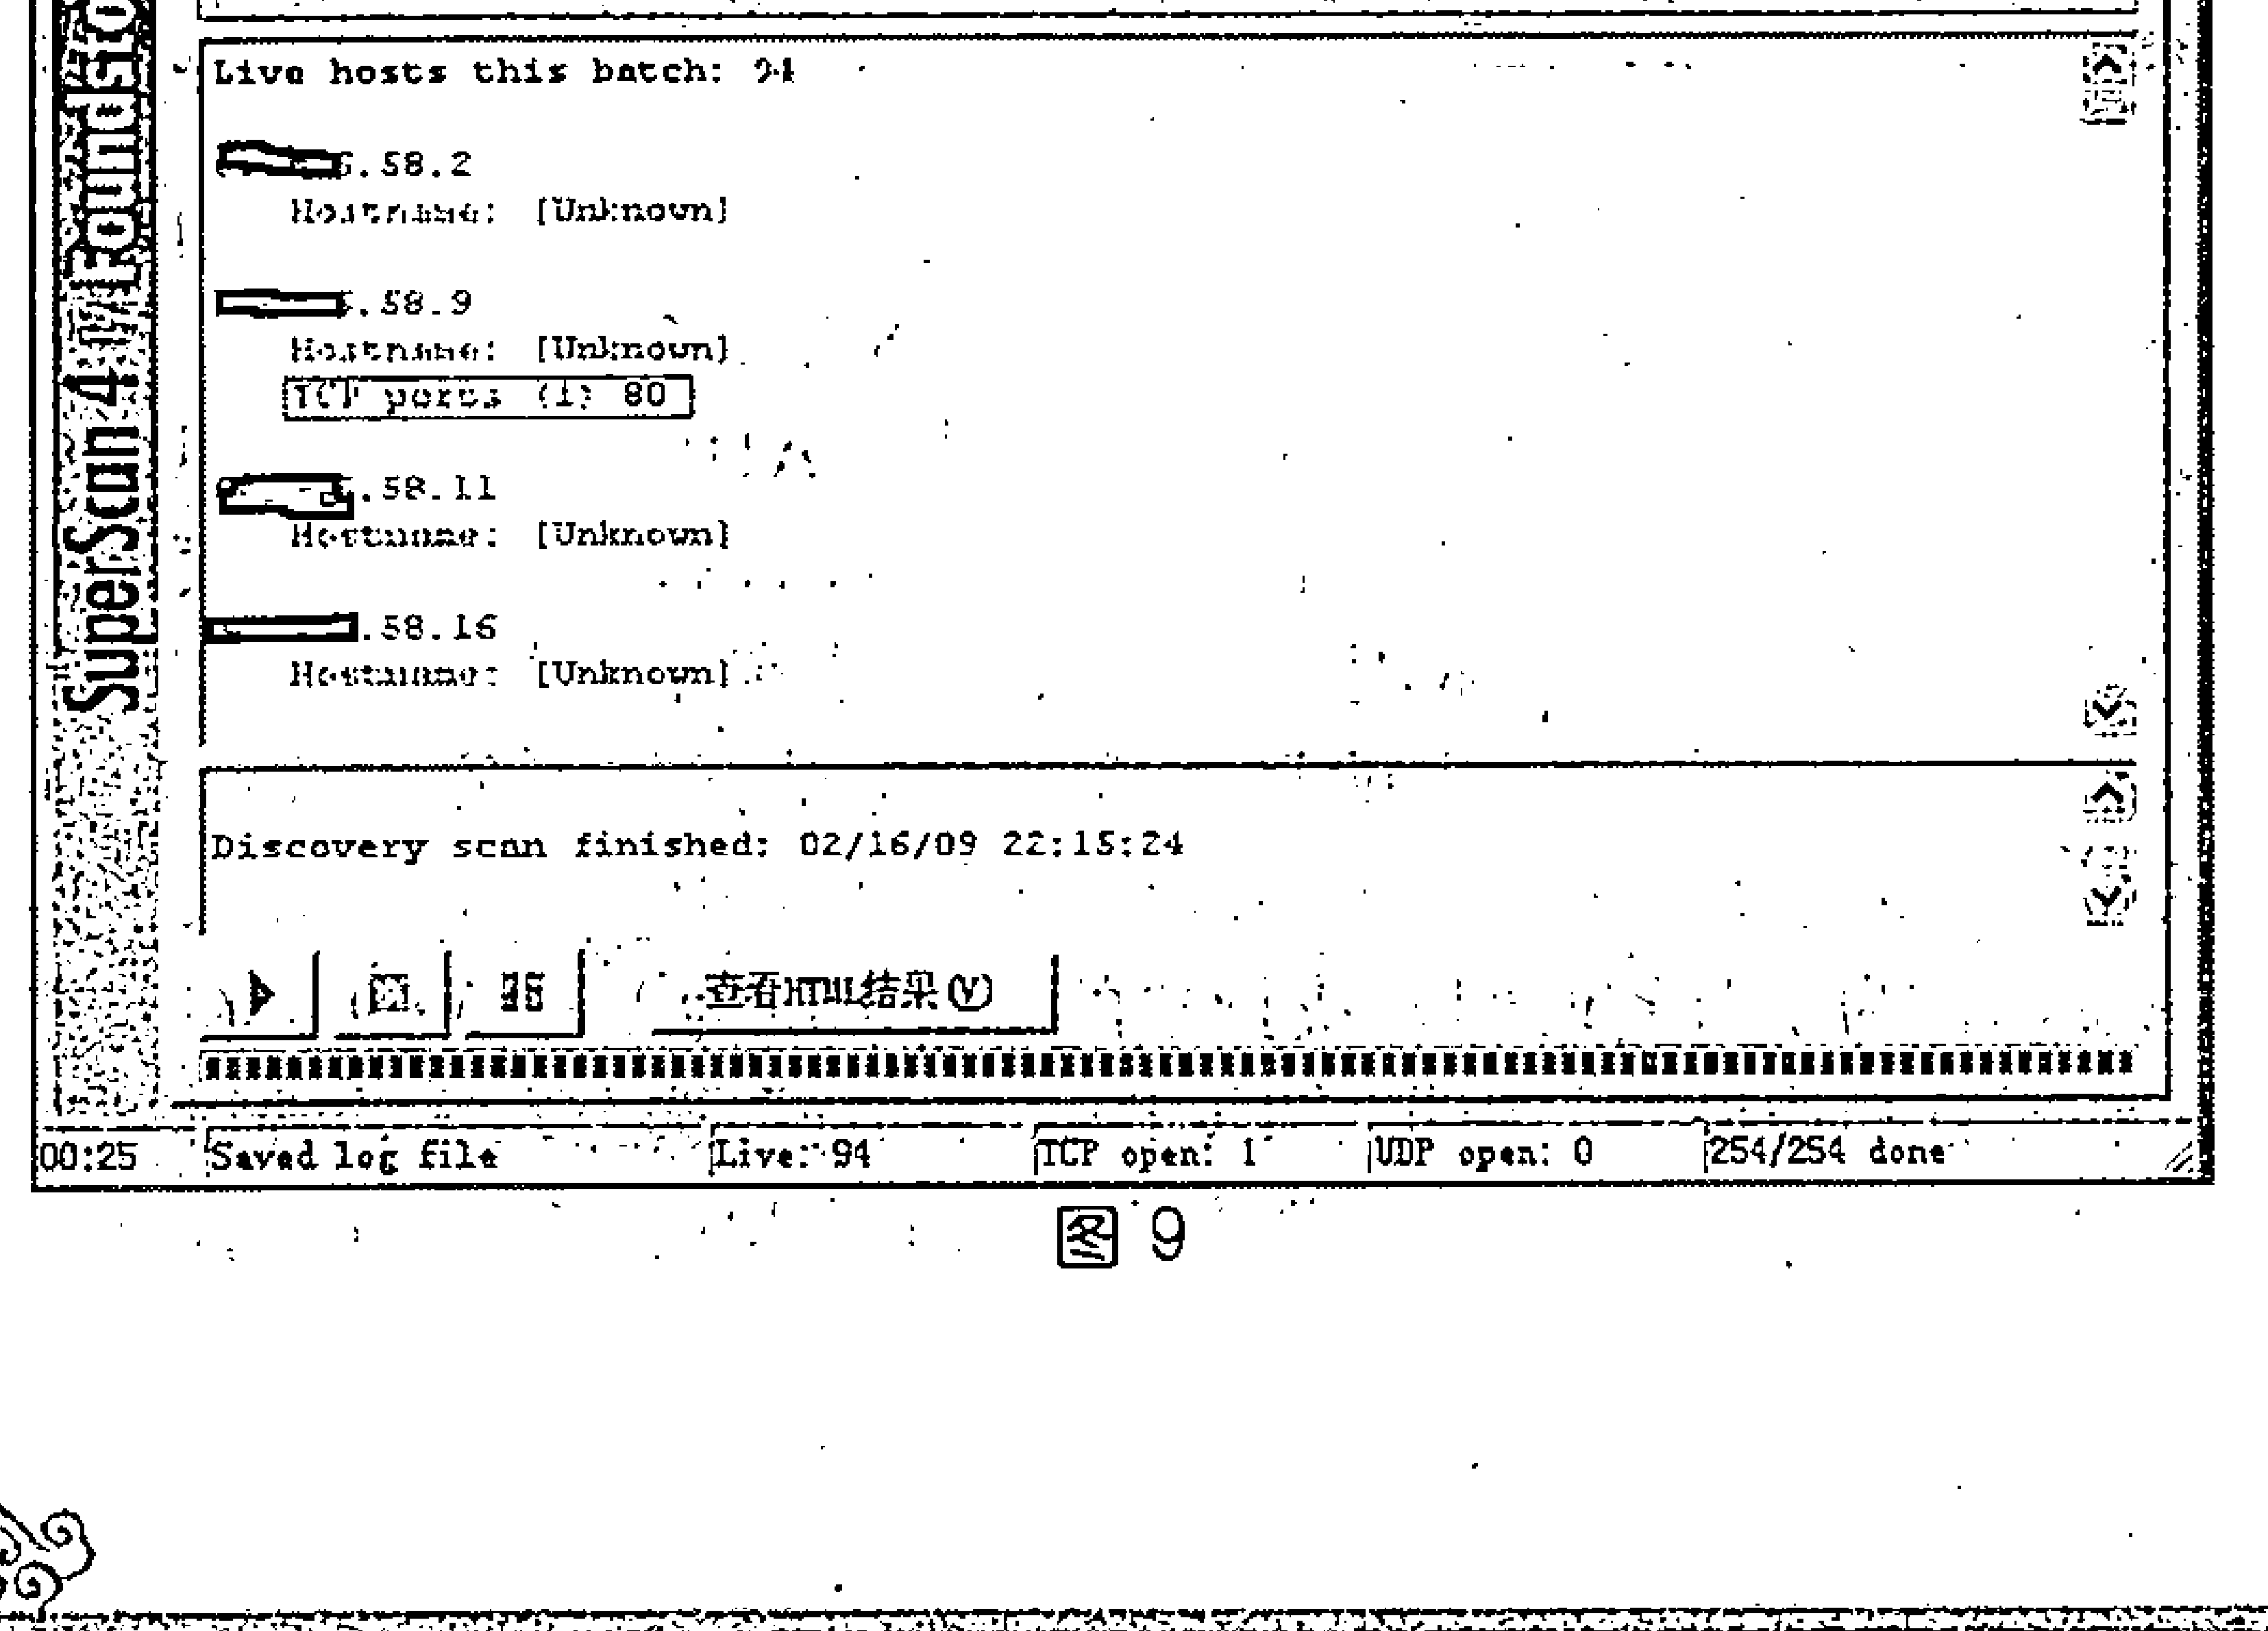 Live hosts this batch: 94
.58.2
Hostname: [Unknown]
.58.9
Hostname: [Unknown]
TCP ports (1) 80
.58.11
Hostname: [Unknown]
.58.16
Hostname: [Unknown]
Discovery scan finished: 02/16/09 22:15:24
查看HTML结果(V)
00:25 Saved log file Live: 94 TCP open: 1 UDP open: 0 254/254 done
SuperScan 4
图 9